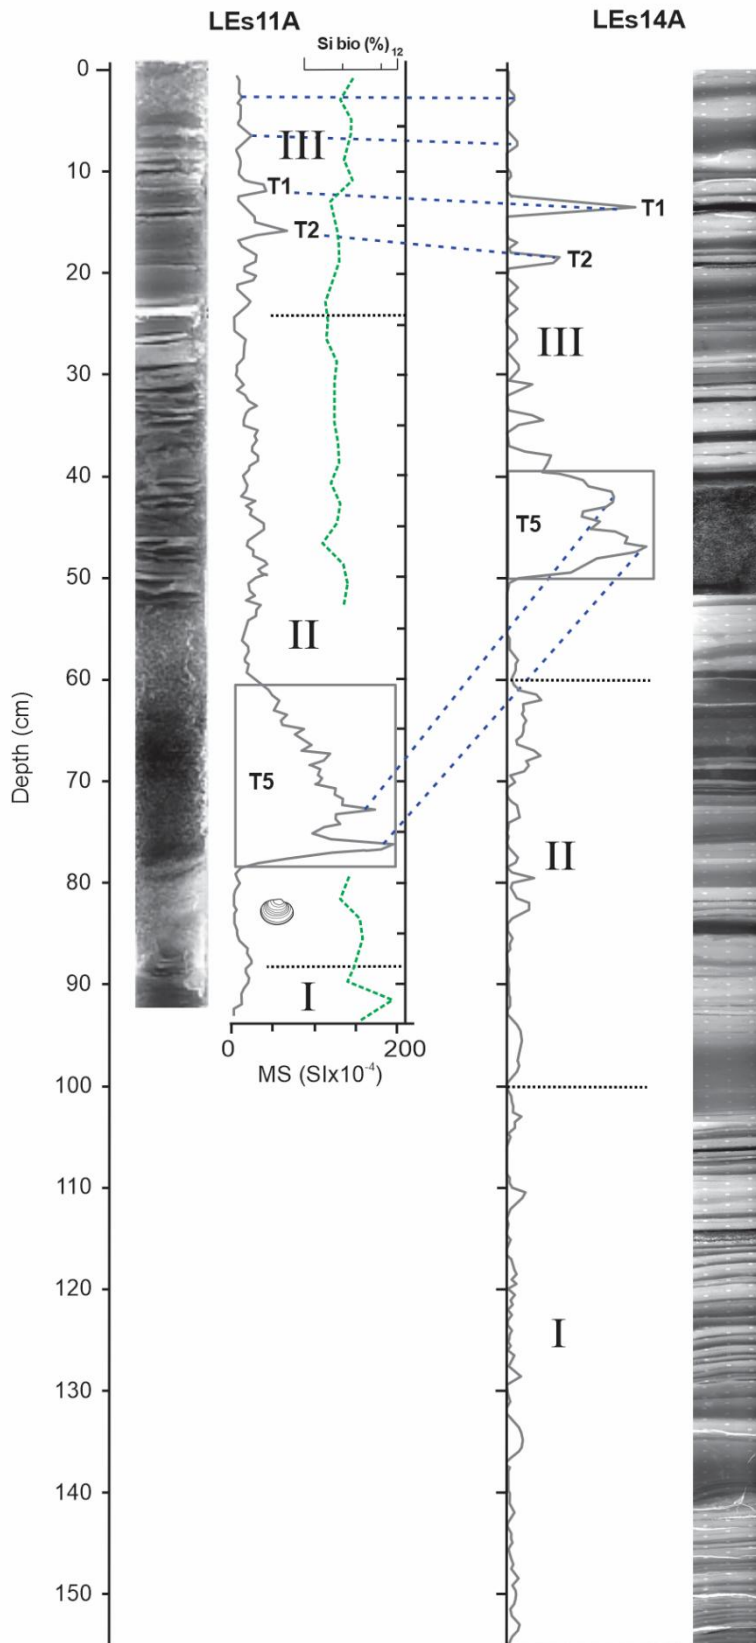 LEs11A
LEs14A
Si bio (%) 12
0
10
20
30
40
50
60
70
80
90
100
110
120
130
140
150
Depth (cm)
III
T1
T2
II
T5
I
0 200
MS (SIx10-4)
T1
T2
III
T5
II
I